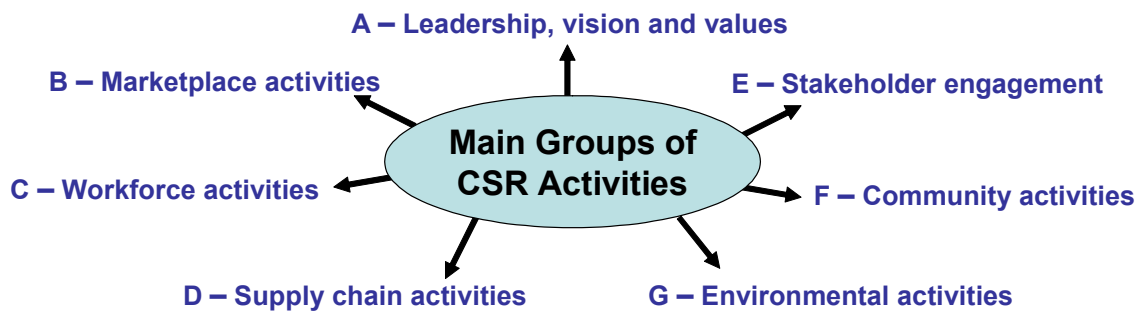 A – Leadership, vision and values
B – Marketplace activities
E – Stakeholder engagement
Main Groups of
CSR Activities
C – Workforce activities
F – Community activities
D – Supply chain activities
G – Environmental activities